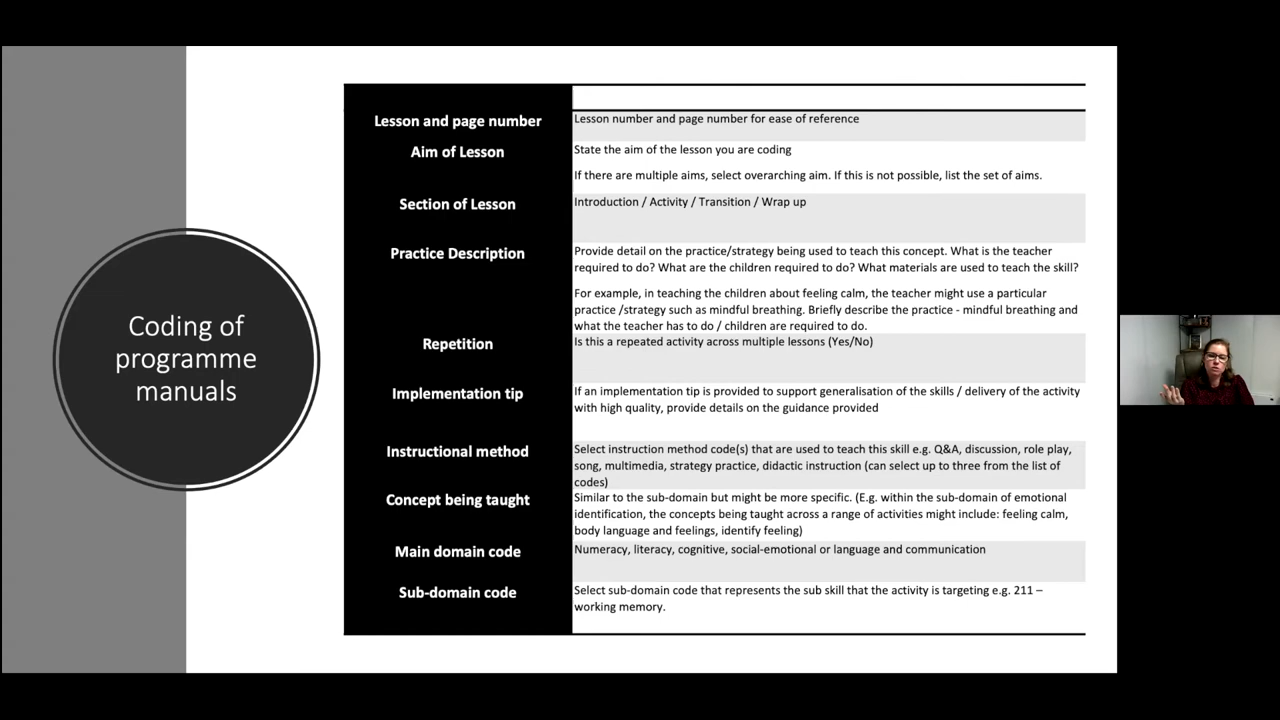 Coding of
programme
manuals
Lesson and page number
Lesson number and page number for ease of reference
Aim of Lesson
State the aim of the lesson you are coding
If there are multiple aims, select overarching aim. If this is not possible, list the set of aims.
Section of Lesson
Introduction / Activity / Transition / Wrap up
Practice Description
Provide detail on the practice/strategy being used to teach this concept. What is the teacher
required to do? What are the children required to do? What materials are used to teach the skill?
For example, in teaching the children about feeling calm, the teacher might use a particular
practice /strategy such as mindful breathing. Briefly describe the practice - mindful breathing and
what the teacher has to do / children are required to do.
Repetition
Is this a repeated activity across multiple lessons (Yes/No)
Implementation tip
If an implementation tip is provided to support generalisation of the skills / delivery of the activity
with high quality, provide details on the guidance provided
Instructional method
Select instruction method code(s) that are used to teach this skill e.g. Q&A, discussion, role play,
song, multimedia, strategy practice, didactic instruction (can select up to three from the list of
codes)
Concept being taught
Similar to the sub-domain but might be more specific. (E.g. within the sub-domain of emotional
identification, the concepts being taught across a range of activities might include: feeling calm,
body language and feelings, identify feeling)
Main domain code
Numeracy, literacy, cognitive, social-emotional or language and communication
Sub-domain code
Select sub-domain code that represents the sub skill that the activity is targeting e.g. 211 –
working memory.